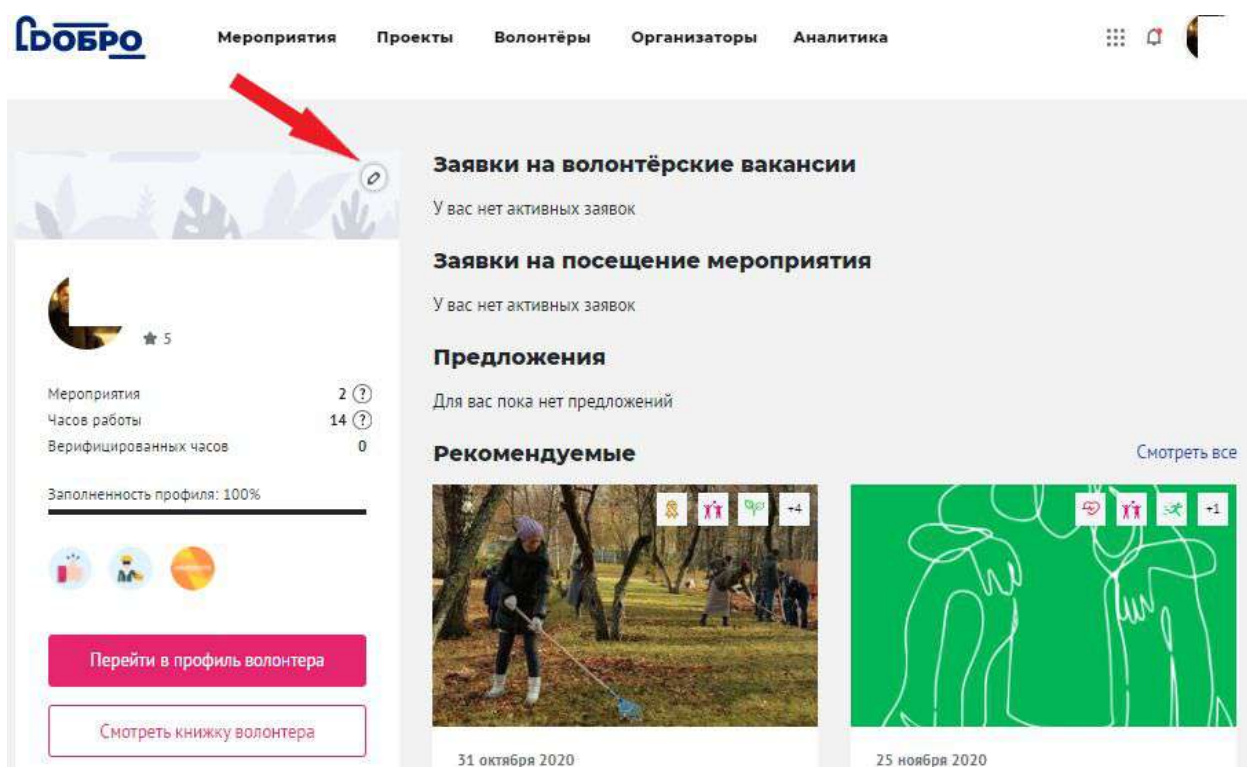 ДОБРО
Мероприятия Проекты Волонтёры Организаторы Аналитика
Заявки на волонтёрские вакансии
У вас нет активных заявок
Заявки на посещение мероприятия
У вас нет активных заявок
Предложения
Для вас пока нет предложений
Рекомендуемые
Смотреть все
5
Мероприятия 2 ?
Часов работы 14 ?
Верифицированных часов 0
Заполненность профиля: 100%
Перейти в профиль волонтера
Смотреть книжку волонтера
+4
31 октября 2020
+1
25 ноября 2020